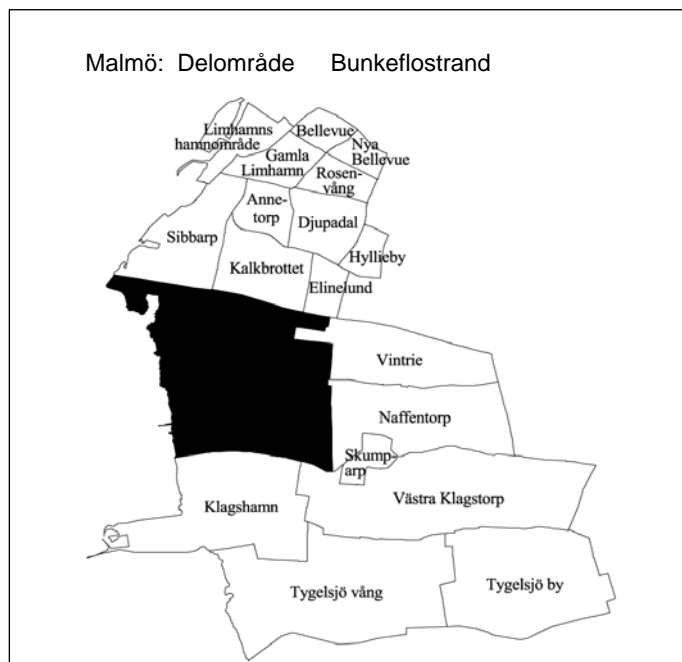 Malmö: Delområde Bunkeflostrand
Limhamns
hamnområde
Bellevue
Nya
Bellevue
Gamla
Limhamn
Rosen-
vång
Anne-
torp
Djupadal
Sibbarp
Hyllieby
Kalkbrottet
Elinelund
Vintrie
Naffentorp
Skump-
arp
Västra Klagstorp
Klagshamn
Tygelsjö vång
Tygelsjö by